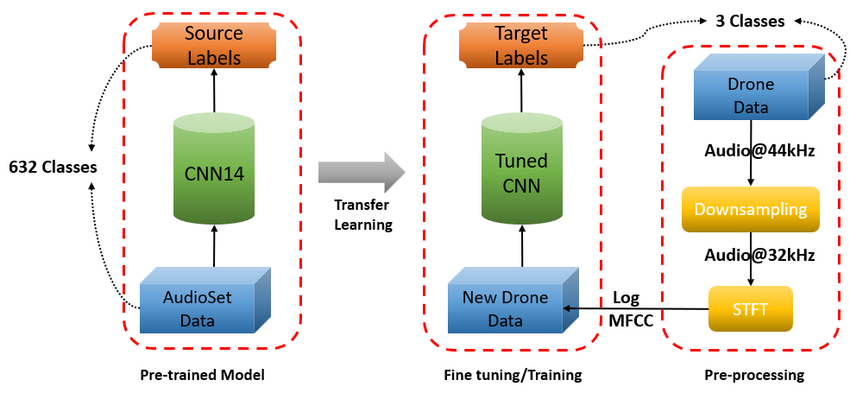 Source
Labels
632 Classes
CNN14
AudioSet
Data
Pre-trained Model
Transfer
Learning
Target
Labels
Tuned
CNN
New Drone
Data
Fine tuning/Training
3 Classes
Drone
Data
Audio@44kHz
Downsampling
Audio@32kHz
STFT
Log
MFCC
Pre-processing